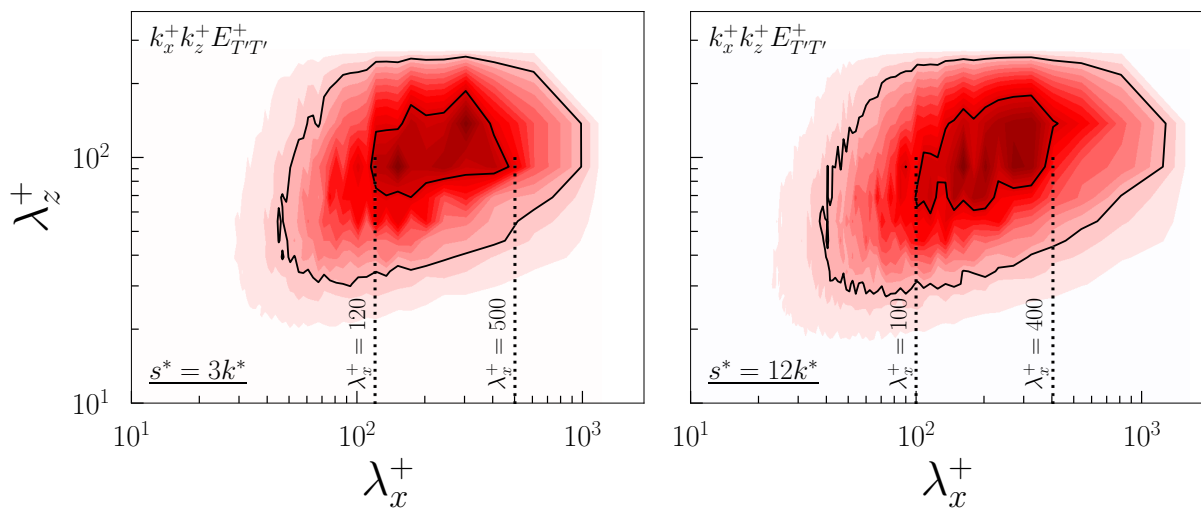 k_x^+ k_z^+ E_{T'T'}^+
λ_z^+
10^2
10^1
λ_x^+ = 120
λ_x^+ = 500
s* = 3k*
10^1
10^2
10^3
λ_x^+
k_x^+ k_z^+ E_{T'T'}^+
λ_x^+ = 100
λ_x^+ = 400
s* = 12k*
10^1
10^2
10^3
λ_x^+